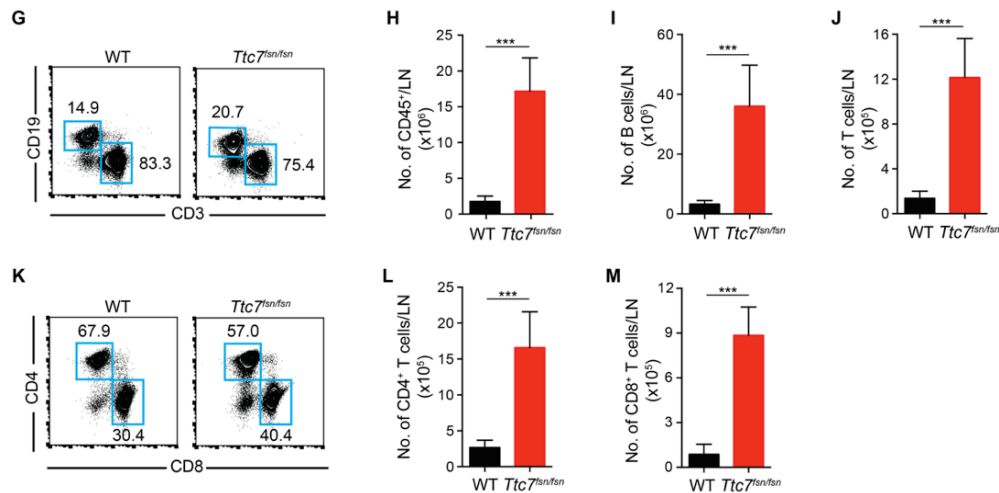 G
WT
Ttc7fsn/fsn
CD19
14.9
83.3
20.7
75.4
CD3
H
No. of CD45+/LN
(x10⁶)
25
20
15
10
5
0
***
WT Ttc7fsn/fsn
I
No. of B cells/LN
(x10⁶)
60
40
20
0
***
WT Ttc7fsn/fsn
J
No. of T cells/LN
(x10⁵)
16
12
8
4
0
***
WT Ttc7fsn/fsn
K
WT
Ttc7fsn/fsn
CD4
67.9
30.4
57.0
40.4
CD8
L
No. of CD4+ T cells/LN
(x10⁵)
25
20
15
10
5
0
***
WT Ttc7fsn/fsn
M
No. of CD8+ T cells/LN
(x10⁵)
12
9
6
3
0
***
WT Ttc7fsn/fsn